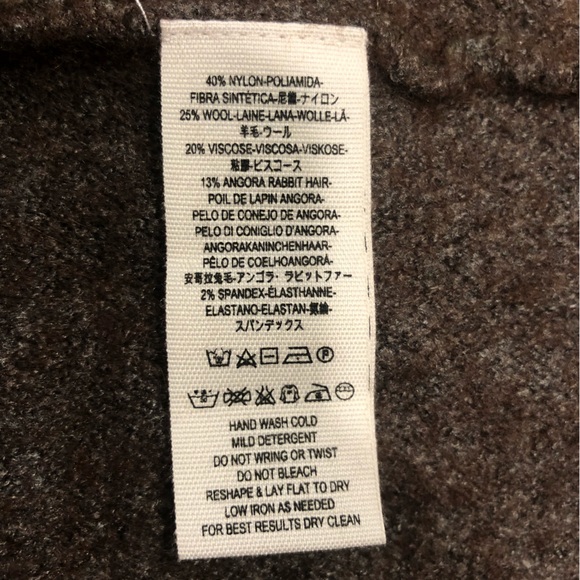 40% NYLON-POLIAMIDA-
FIBRA SINTÉTICA-尼龍-ナイロン
25% WOOL-LAINE-LANA-WOLLE-LÃ-
羊毛-ウール
20% VISCOSE-VISCOSA-VISKOSE-
粘膠-ビスコース
13% ANGORA RABBIT HAIR-
POIL DE LAPIN ANGORA-
PELO DE CONEJO DE ANGORA-
PELO DI CONIGLIO D'ANGORA-
ANGORAKANINCHENHAAR-
PÊLO DE COELHOANGORÁ-
安哥拉兔毛-アンゴラ・ラビットファー
2% SPANDEX-ÉLASTHANNE-
ELASTANO-ELASTAN-氨綸-
スパンデックス
HAND WASH COLD
MILD DETERGENT
DO NOT WRING OR TWIST
DO NOT BLEACH
RESHAPE & LAY FLAT TO DRY
LOW IRON AS NEEDED
FOR BEST RESULTS DRY CLEAN